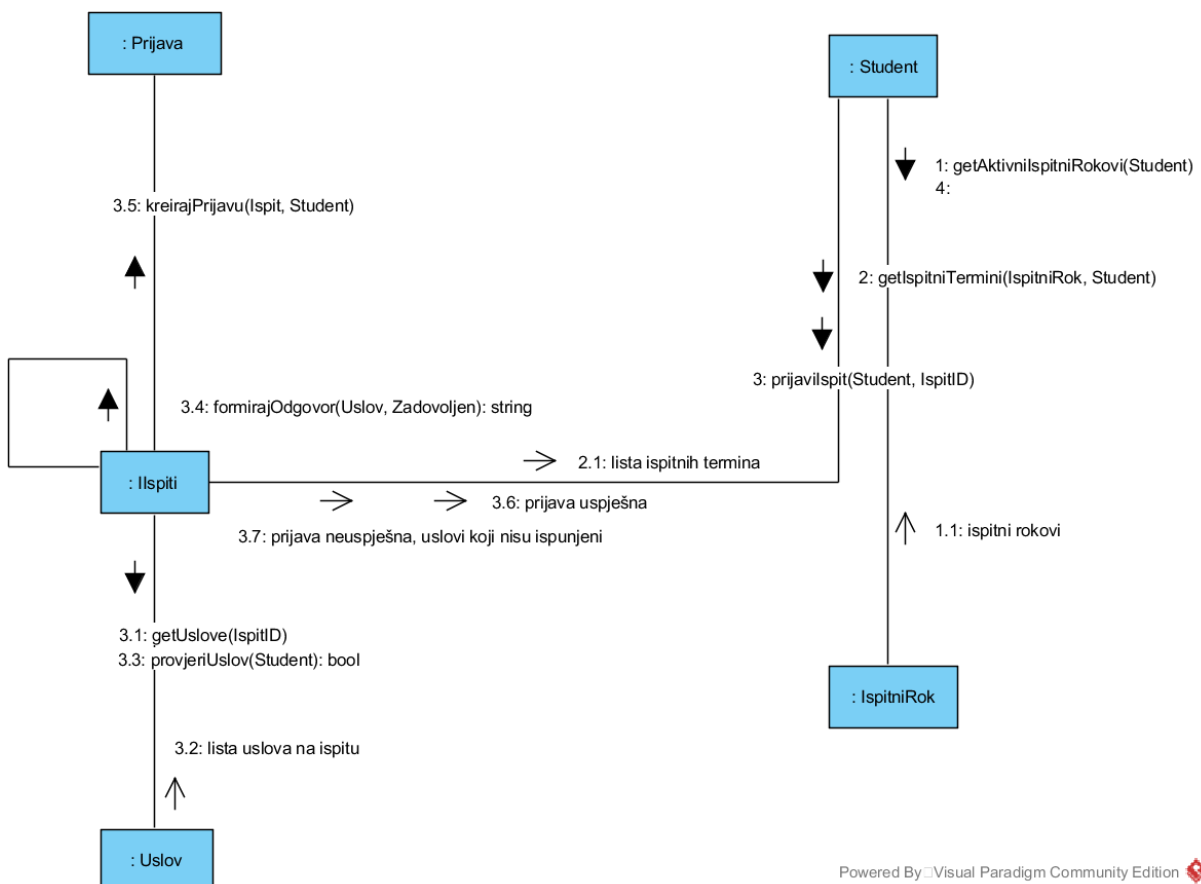 : Prijava
: Student
1: getAktivniIspitniRokovi(Student)
4:
3.5: kreirajPrijavu(Ispit, Student)
2: getIspitniTermini(IspitniRok, Student)
3: prijaviIspit(Student, IspitID)
3.4: formirajOdgovor(Uslov, Zadovoljen): string
2.1: lista ispitnih termina
: IIspiti
3.6: prijava uspješna
3.7: prijava neuspješna, uslovi koji nisu ispunjeni
1.1: ispitni rokovi
3.1: getUslove(IspitID)
3.3: provjeriUslov(Student): bool
: IspitniRok
3.2: lista uslova na ispitu
: Uslov
Powered By Visual Paradigm Community Edition